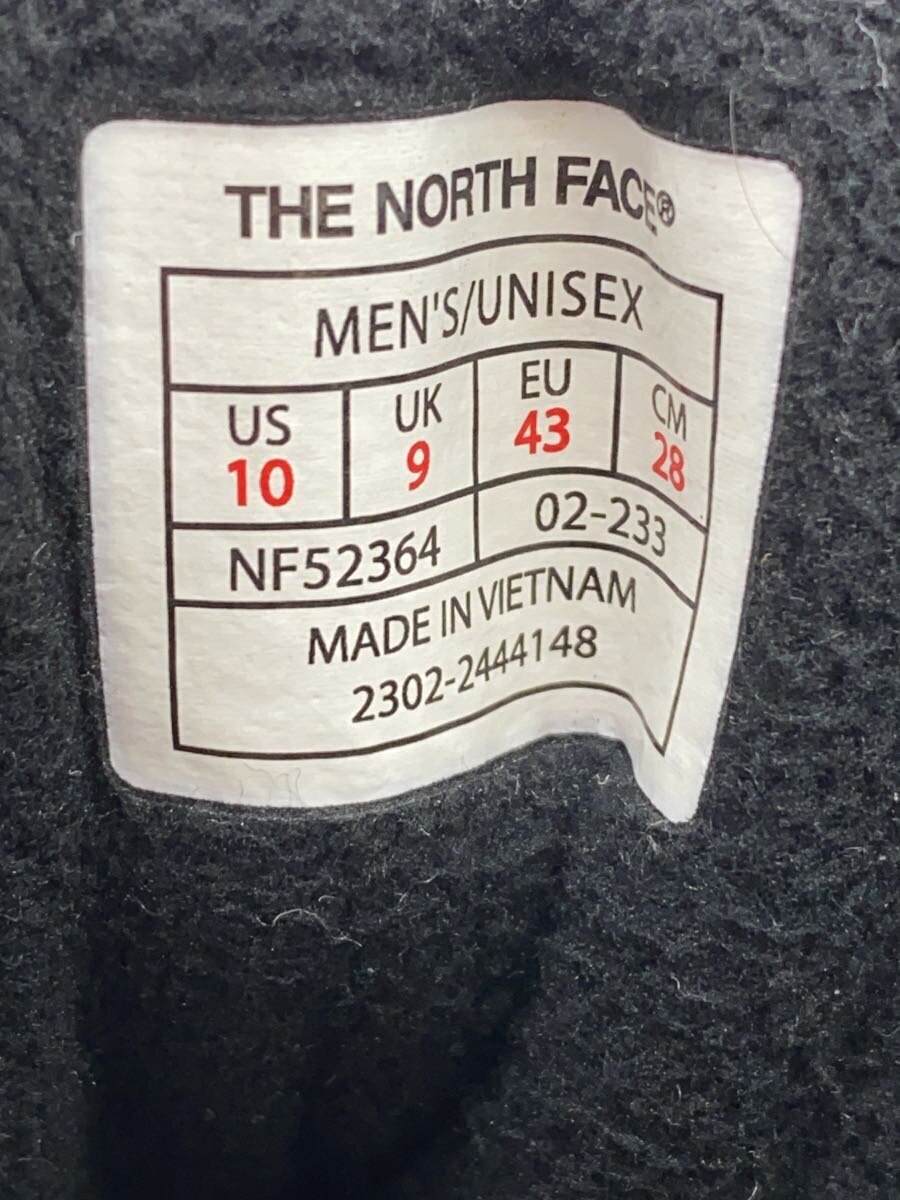 THE NORTH FACE®
MEN'S/UNISEX
US UK EU CM
10 9 43 28
NF52364 02-233
MADE IN VIETNAM
2302-2444148